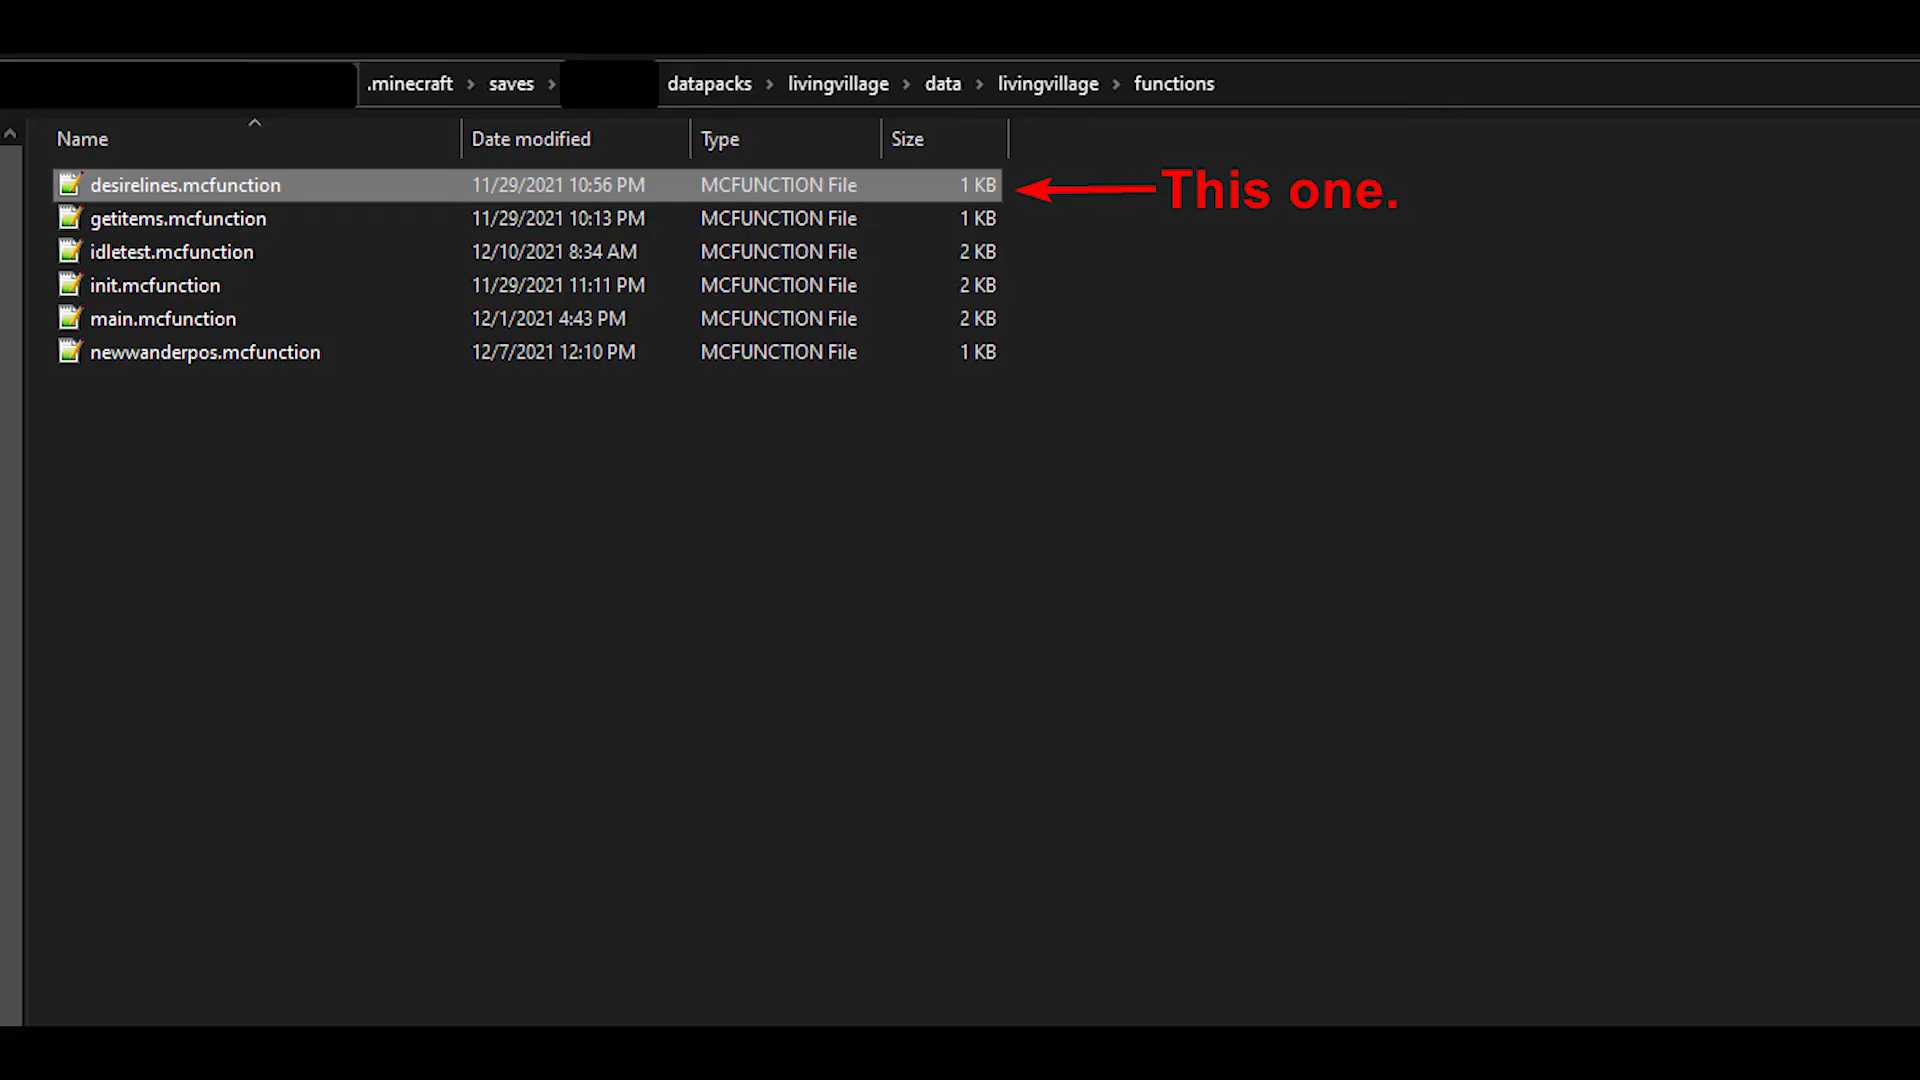 .minecraft > saves > datapacks > livingvillage > data > livingvillage > functions
Name Date modified Type Size
desirelines.mcfunction 11/29/2021 10:56 PM MCFUNCTION File 1 KB This one.
getitems.mcfunction 11/29/2021 10:13 PM MCFUNCTION File 1 KB
idletest.mcfunction 12/10/2021 8:34 AM MCFUNCTION File 2 KB
init.mcfunction 11/29/2021 11:11 PM MCFUNCTION File 2 KB
main.mcfunction 12/1/2021 4:43 PM MCFUNCTION File 2 KB
newwanderpos.mcfunction 12/7/2021 12:10 PM MCFUNCTION File 1 KB